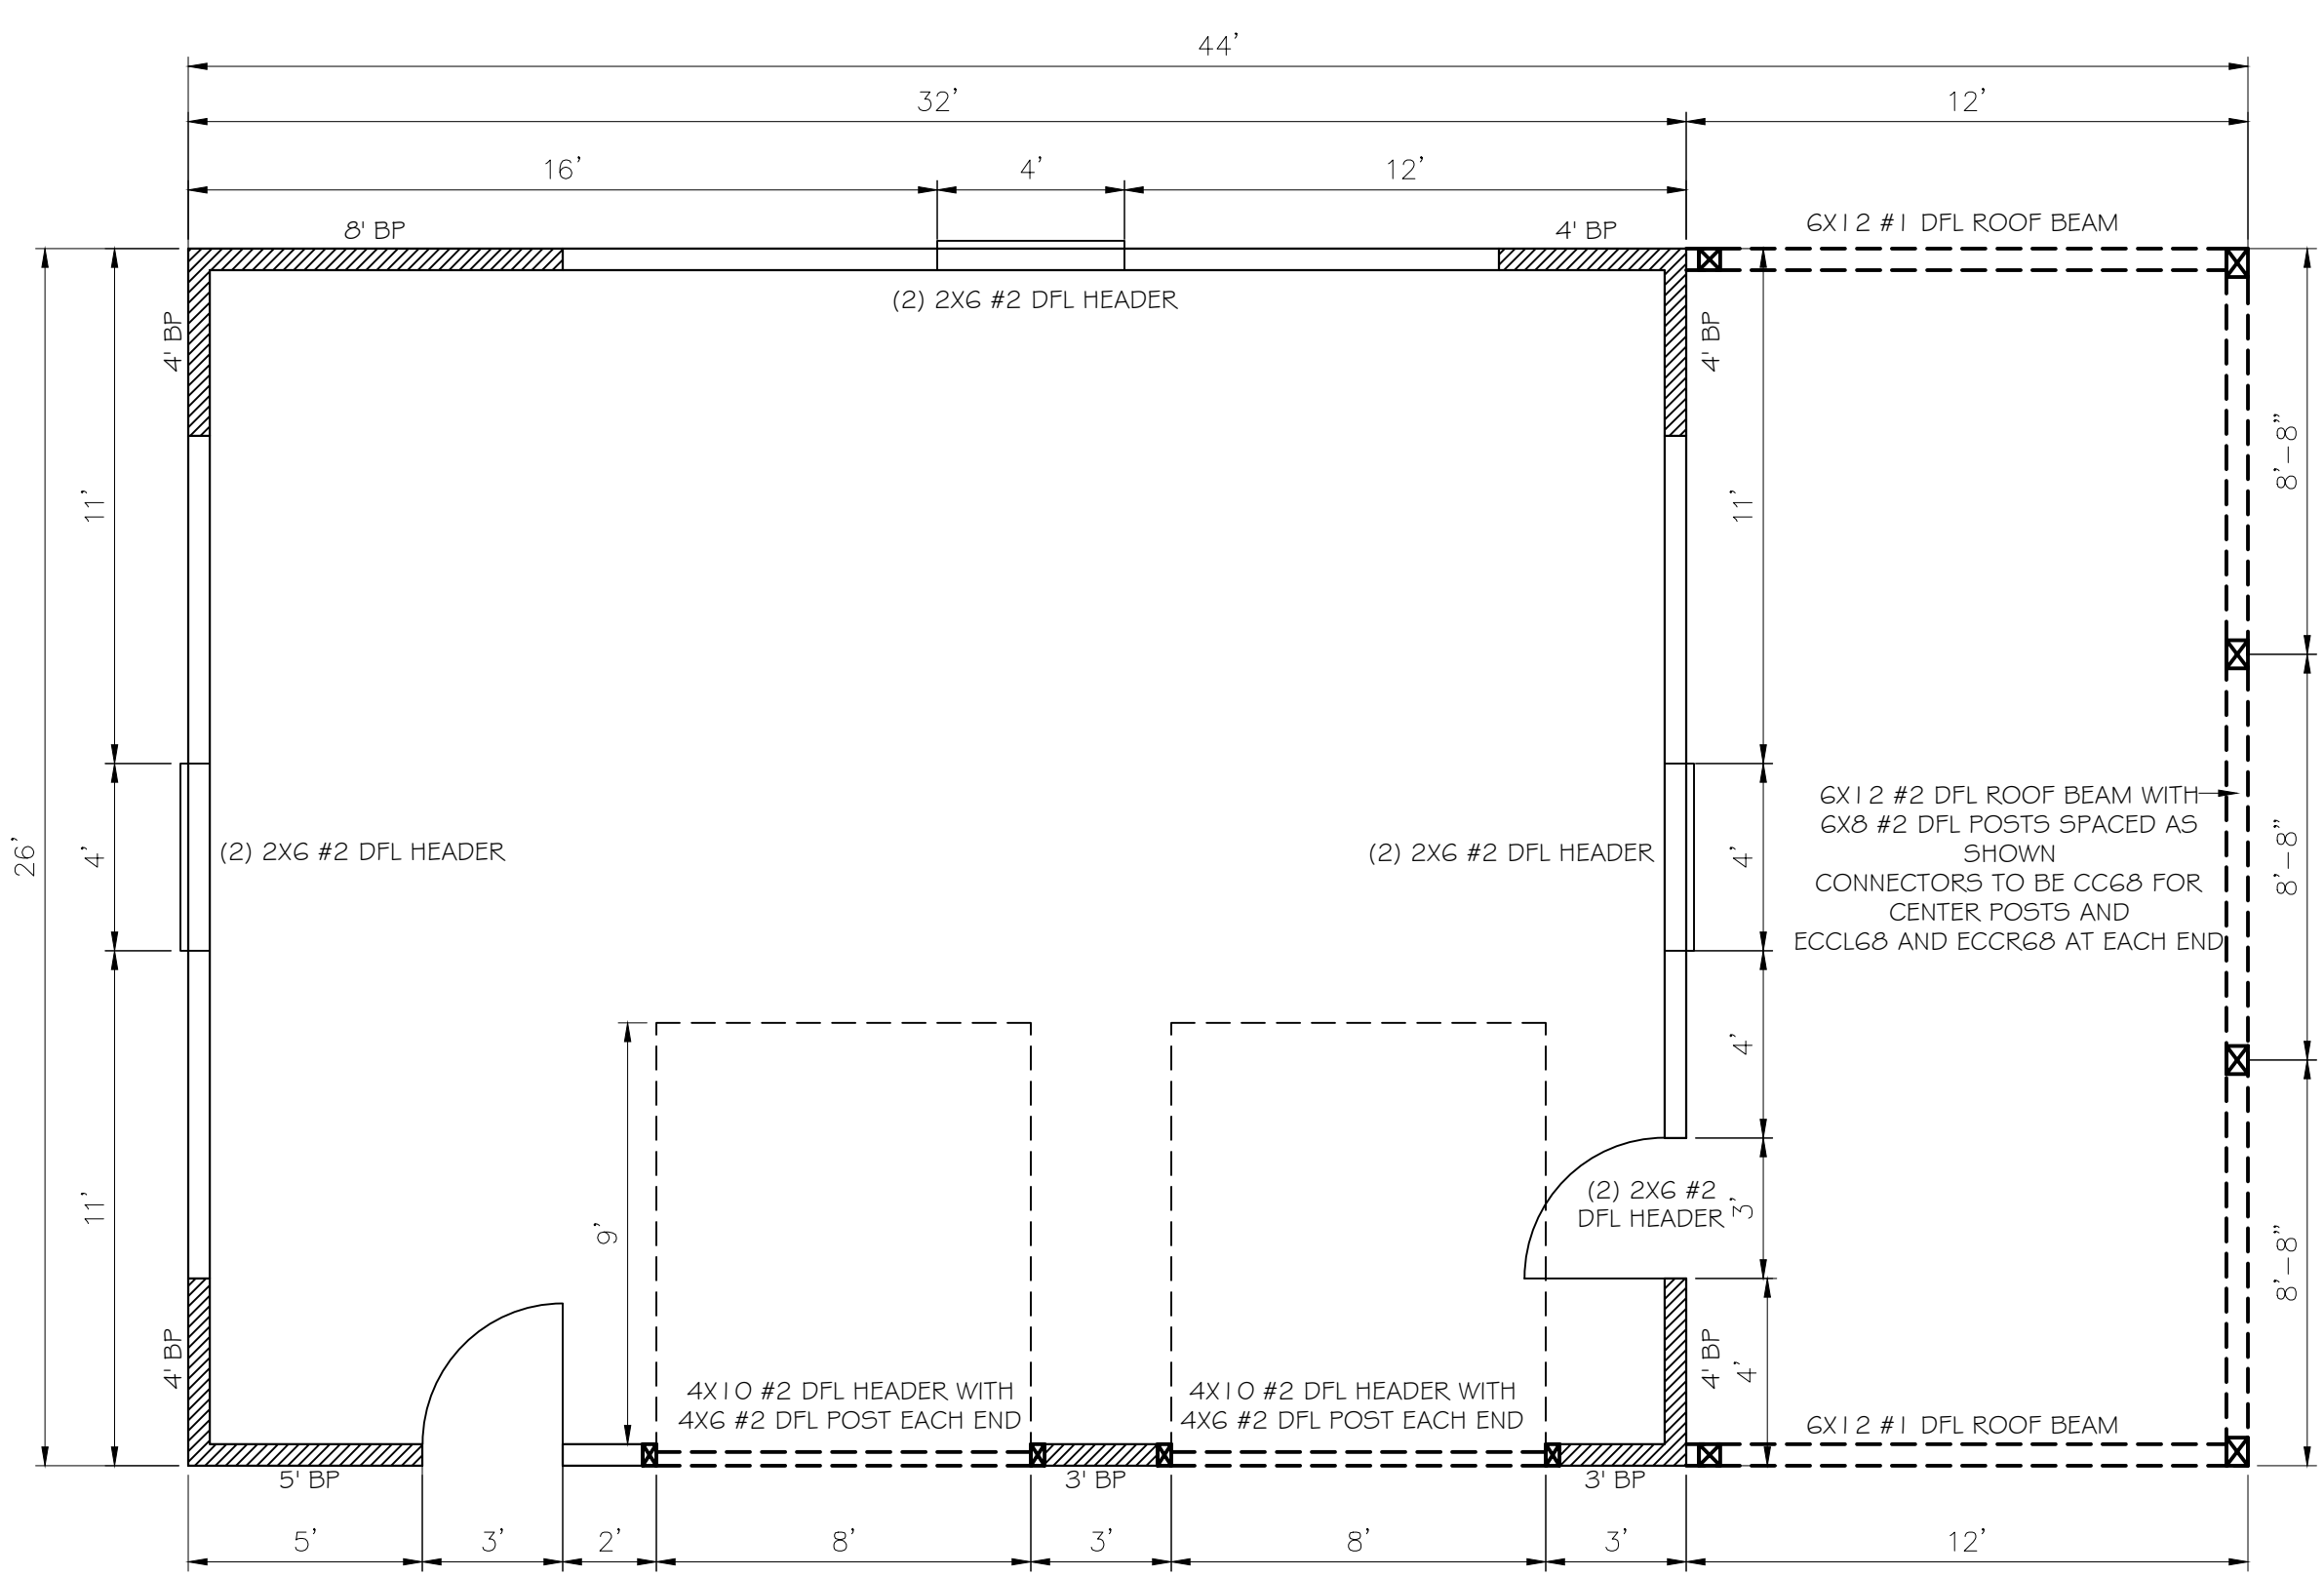 44'
32'
12'
16'
4'
12'
8' BP
4' BP
6X12 #1 DFL ROOF BEAM
(2) 2X6 #2 DFL HEADER
4' BP
4' BP
11'
11'
8'-8"
26'
4'
(2) 2X6 #2 DFL HEADER
(2) 2X6 #2 DFL HEADER
4'
6X12 #2 DFL ROOF BEAM WITH
6X8 #2 DFL POSTS SPACED AS
SHOWN
CONNECTORS TO BE CC68 FOR
CENTER POSTS AND
ECCL68 AND ECCR68 AT EACH END
8'-8"
4'
11'
9'
(2) 2X6 #2
DFL HEADER
3'
8'-8"
4' BP
4X10 #2 DFL HEADER WITH
4X6 #2 DFL POST EACH END
4X10 #2 DFL HEADER WITH
4X6 #2 DFL POST EACH END
4' BP
4'
6X12 #1 DFL ROOF BEAM
5' BP
3' BP
3' BP
5'
3'
2'
8'
3'
8'
3'
12'